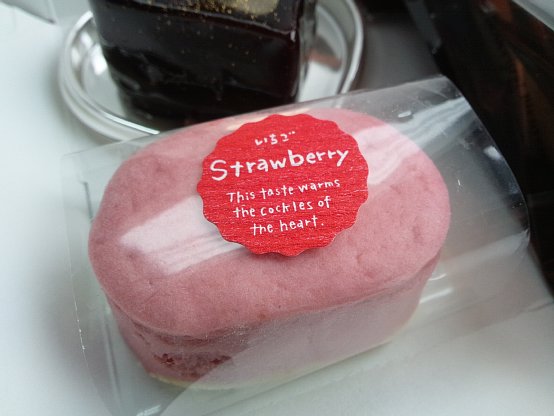 いちご
Strawberry
This taste warms
the cockles of
the heart.